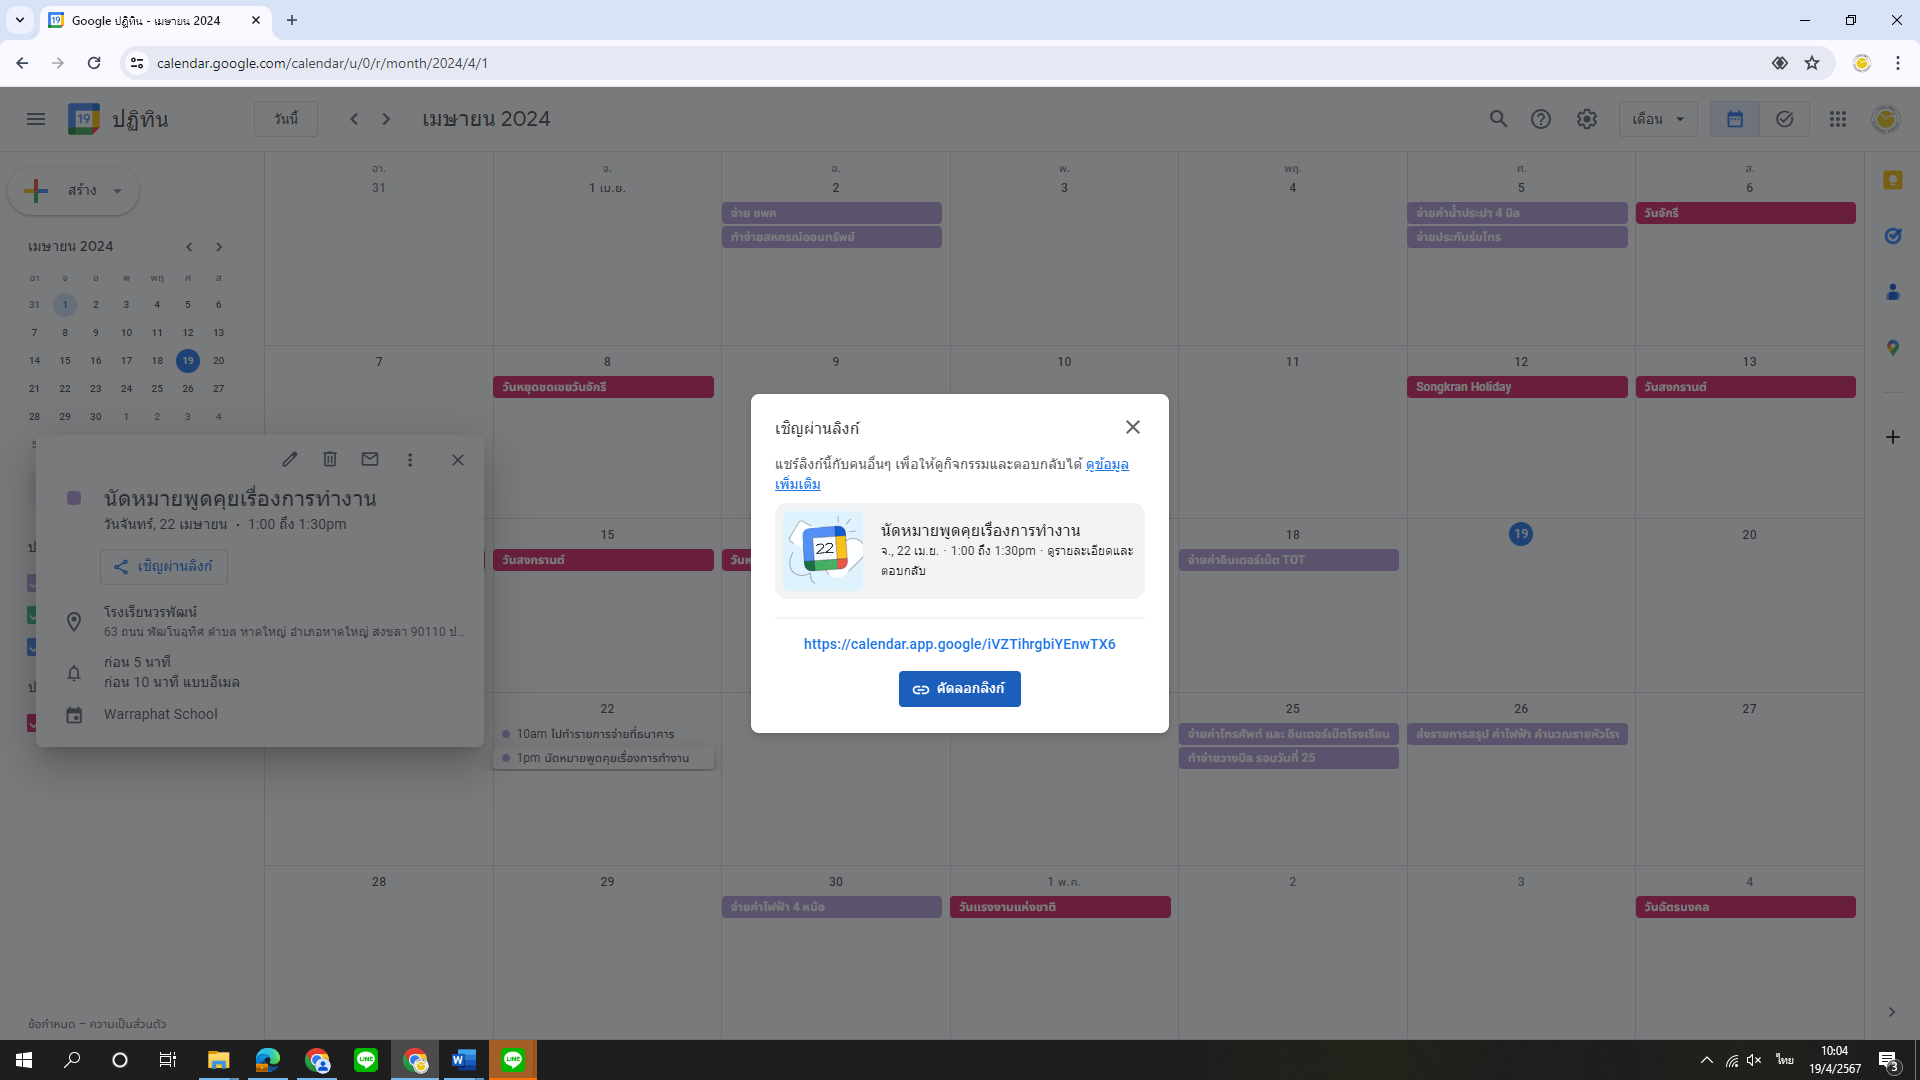 Google ปฏิทิน - เมษายน 2024
calendar.google.com/calendar/u/0/r/month/2024/4/1
19
ปฏิทิน
วันนี้
เมษายน 2024
เดือน
สร้าง
เมษายน 2024
อา จ อ พ พฤ ศ ส
31 1 2 3 4 5 6
7 8 9 10 11 12 13
14 15 16 17 18 19 20
21 22 23 24 25 26 27
28 29 30 1 2 3 4
อา. จ. อ. พ. พฤ. ศ. ส.
31 1 เม.ย. 2 3 4 5 6
จ่าย ชพค
ทำจ่ายสหกรณ์ออมทรัพย์
จ่ายค่าน้ำประปา 4 บิล
จ่ายประกันร่มไทร
วันจักรี
7 8 9 10 11 12 13
วันหยุดชดเชยวันจักรี
Songkran Holiday
วันสงกรานต์
15 18 19 20
วันสงกรานต์
วันห
จ่ายค่าอินเตอร์เน็ต TOT
22 25 26 27
10am ไปทำรายการจ่ายที่ธนาคาร
1pm นัดหมายพูดคุยเรื่องการทำงาน
จ่ายค่าโทรศัพท์ และ อินเตอร์เน็ตโรงเรียน
ทำจ่ายวางบิล รอบวันที่ 25
ส่งรายการสรุป ค่าไฟฟ้า คำนวณรายหัวโรง
28 29 30 1 พ.ค. 2 3 4
จ่ายค่าไฟฟ้า 4 หม้อ
วันแรงงานแห่งชาติ
วันฉัตรมงคล
นัดหมายพูดคุยเรื่องการทำงาน
วันจันทร์, 22 เมษายน · 1:00 ถึง 1:30pm
เชิญผ่านลิงก์
โรงเรียนวรพัฒน์
63 ถนน พัฒโนอุทิศ ตำบล หาดใหญ่ อำเภอหาดใหญ่ สงขลา 90110 ป...
ก่อน 5 นาที
ก่อน 10 นาที แบบอีเมล
Warraphat School
เชิญผ่านลิงก์
แชร์ลิงก์นี้กับคนอื่นๆ เพื่อให้ดูกิจกรรมและตอบกลับได้ ดูข้อมูล
เพิ่มเติม
22
นัดหมายพูดคุยเรื่องการทำงาน
จ., 22 เม.ย. · 1:00 ถึง 1:30pm · ดูรายละเอียดและ
ตอบกลับ
https://calendar.app.google/iVZTihrgbiYEnwTX6
คัดลอกลิงก์
ข้อกำหนด – ความเป็นส่วนตัว
ไทย
10:04
19/4/2567
3